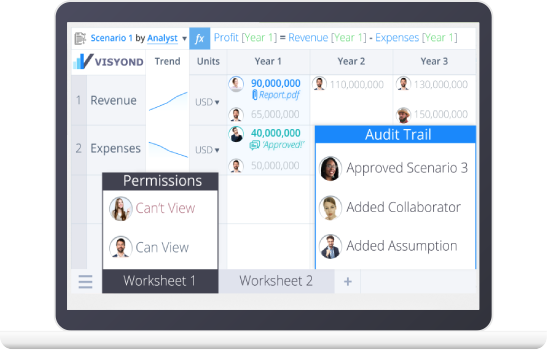 Scenario 1 by Analyst ▾ fx Profit [Year 1] = Revenue [Year 1] - Expenses [Year 1]
VISYOND Trend Units Year 1 Year 2 Year 3
1 Revenue USD ▾ 90,000,000 110,000,000 130,000,000
Report.pdf
65,000,000 150,000,000
2 Expenses USD ▾ 40,000,000
'Approved!'
50,000,000
Audit Trail
Approved Scenario 3
Added Collaborator
Added Assumption
Permissions
Can't View
Can View
Worksheet 1 Worksheet 2 +